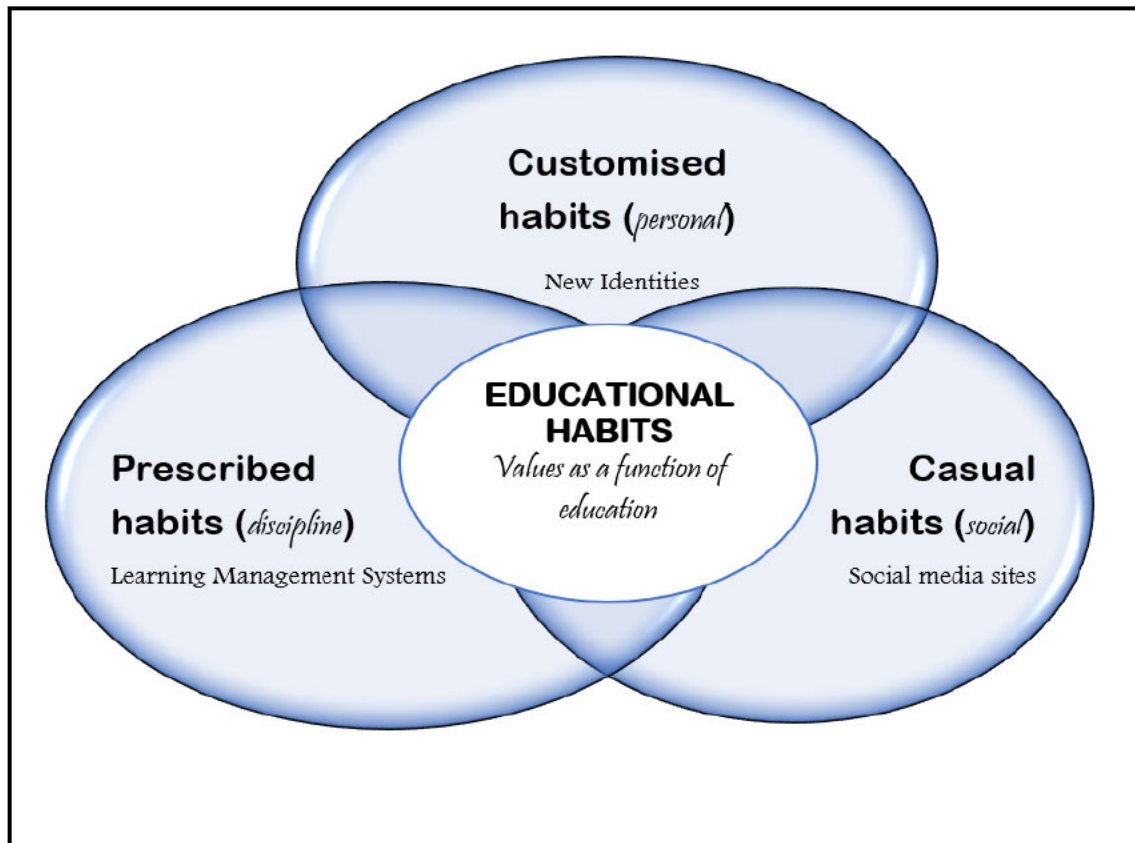 Customised
habits (personal)
New Identities
EDUCATIONAL
HABITS
Values as a function of
education
Prescribed
habits (discipline)
Learning Management Systems
Casual
habits (social)
Social media sites